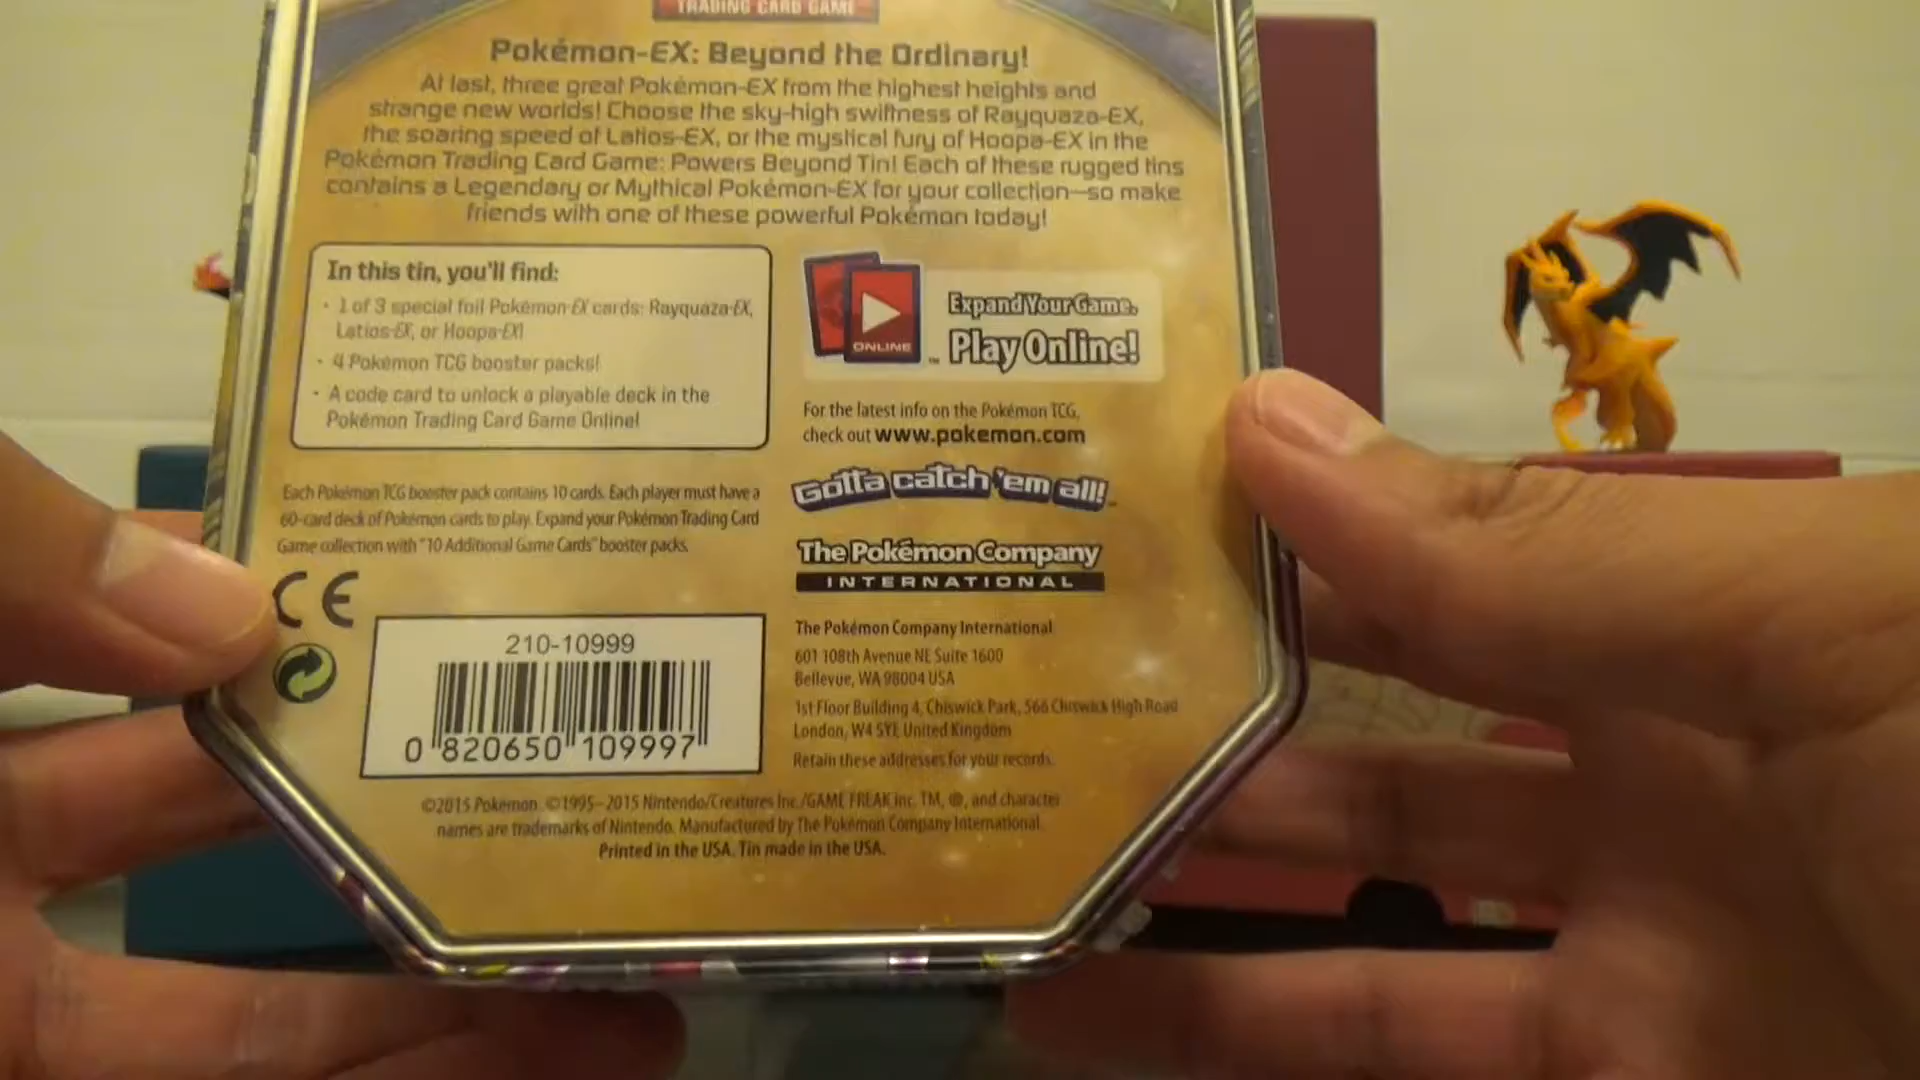 TRADING CARD GAME
Pokémon-EX: Beyond the Ordinary!
At last, three great Pokémon-EX from the highest heights and
strange new worlds! Choose the sky-high swiftness of Rayquaza-EX,
the soaring speed of Latios-EX, or the mystical fury of Hoopa-EX in the
Pokémon Trading Card Game: Powers Beyond Tin! Each of these rugged tins
contains a Legendary or Mythical Pokémon-EX for your collection—so make
friends with one of these powerful Pokémon today!
In this tin, you'll find:
• 1 of 3 special foil Pokémon-EX cards: Rayquaza-EX,
Latios-EX, or Hoopa-EX!
• 4 Pokémon TCG booster packs!
• A code card to unlock a playable deck in the
Pokémon Trading Card Game Online!
Each Pokémon TCG booster pack contains 10 cards. Each player must have a
60-card deck of Pokémon cards to play. Expand your Pokémon Trading Card
Game collection with "10 Additional Game Cards" booster packs.
CE
210-10999
0 820650 109997
ONLINE
™
Expand Your Game.
Play Online!
For the latest info on the Pokémon TCG,
check out www.pokemon.com
Gotta catch 'em all!
The Pokémon Company
INTERNATIONAL
The Pokémon Company International
601 108th Avenue NE Suite 1600
Bellevue, WA 98004 USA
1st Floor Building 4, Chiswick Park, 566 Chiswick High Road
London, W4 5YE United Kingdom
Retain these addresses for your records.
©2015 Pokémon. ©1995–2015 Nintendo/Creatures Inc./GAME FREAK inc. TM, ®, and character
names are trademarks of Nintendo. Manufactured by The Pokémon Company International.
Printed in the USA. Tin made in the USA.